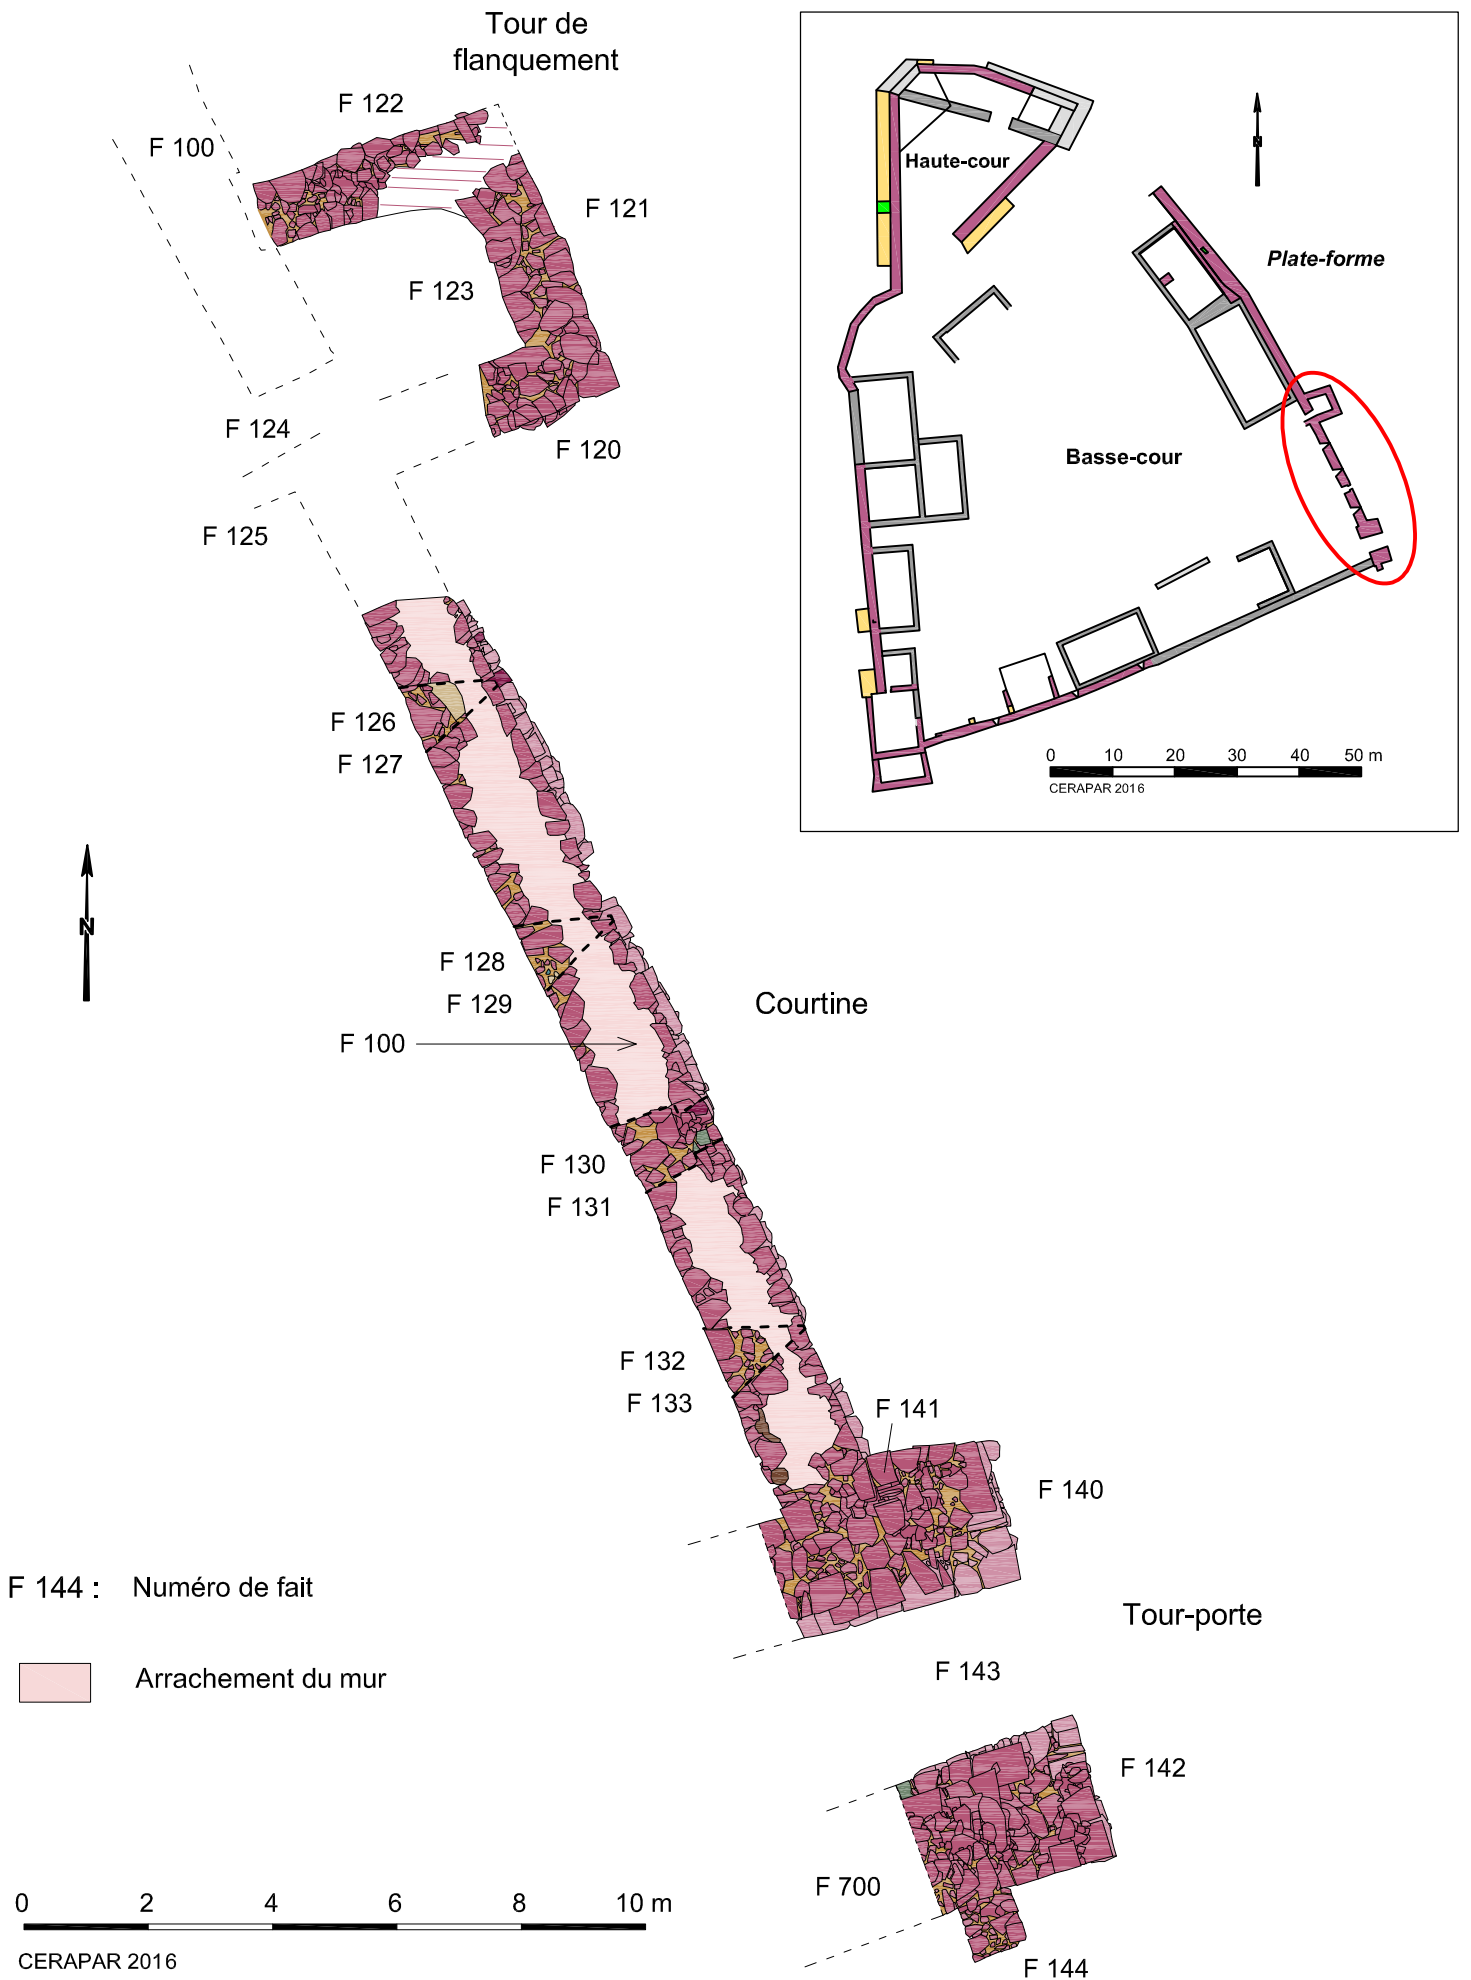 Tour de
flanquement
F 122
F 100
F 121
F 123
F 124
F 120
F 125
F 126
F 127
F 128
F 129
F 100
Courtine
F 130
F 131
F 132
F 133
F 141
F 140
Tour-porte
F 143
F 142
F 700
F 144
N
F 144 : Numéro de fait
Arrachement du mur
0 2 4 6 8 10 m
CERAPAR 2016
Haute-cour
N
Plate-forme
Basse-cour
0 10 20 30 40 50 m
CERAPAR 2016